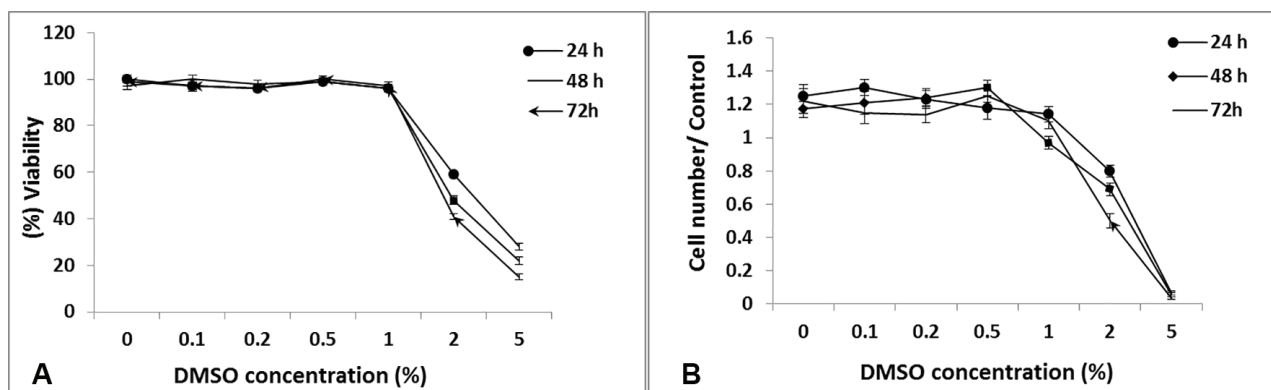 120
100
80
60
40
20
0
(%) Viability
0 0.1 0.2 0.5 1 2 5
DMSO concentration (%)
24 h
48 h
72h
A
1.6
1.4
1.2
1
0.8
0.6
0.4
0.2
0
Cell number/ Control
0 0.1 0.2 0.5 1 2 5
DMSO concentration (%)
24 h
48 h
72h
B